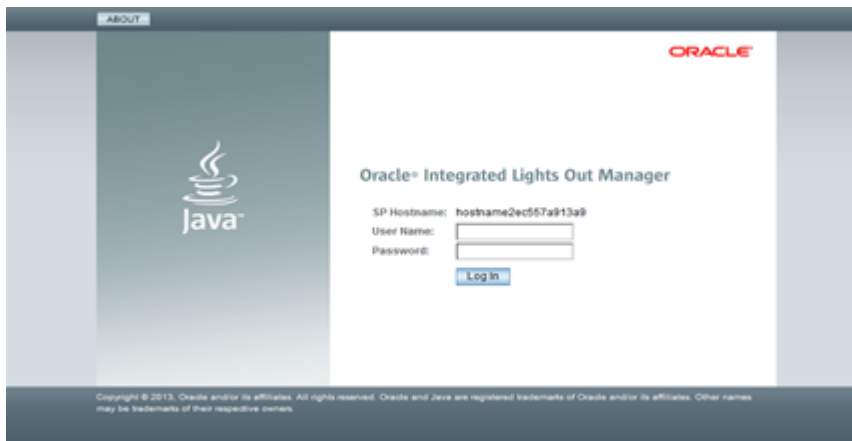 ABOUT
ORACLE
Java™
Oracle® Integrated Lights Out Manager
SP Hostname: hostname2ec557a913a9
User Name:
Password:
Log In
Copyright © 2013, Oracle and/or its affiliates. All rights reserved. Oracle and Java are registered trademarks of Oracle and/or its affiliates. Other names
may be trademarks of their respective owners.